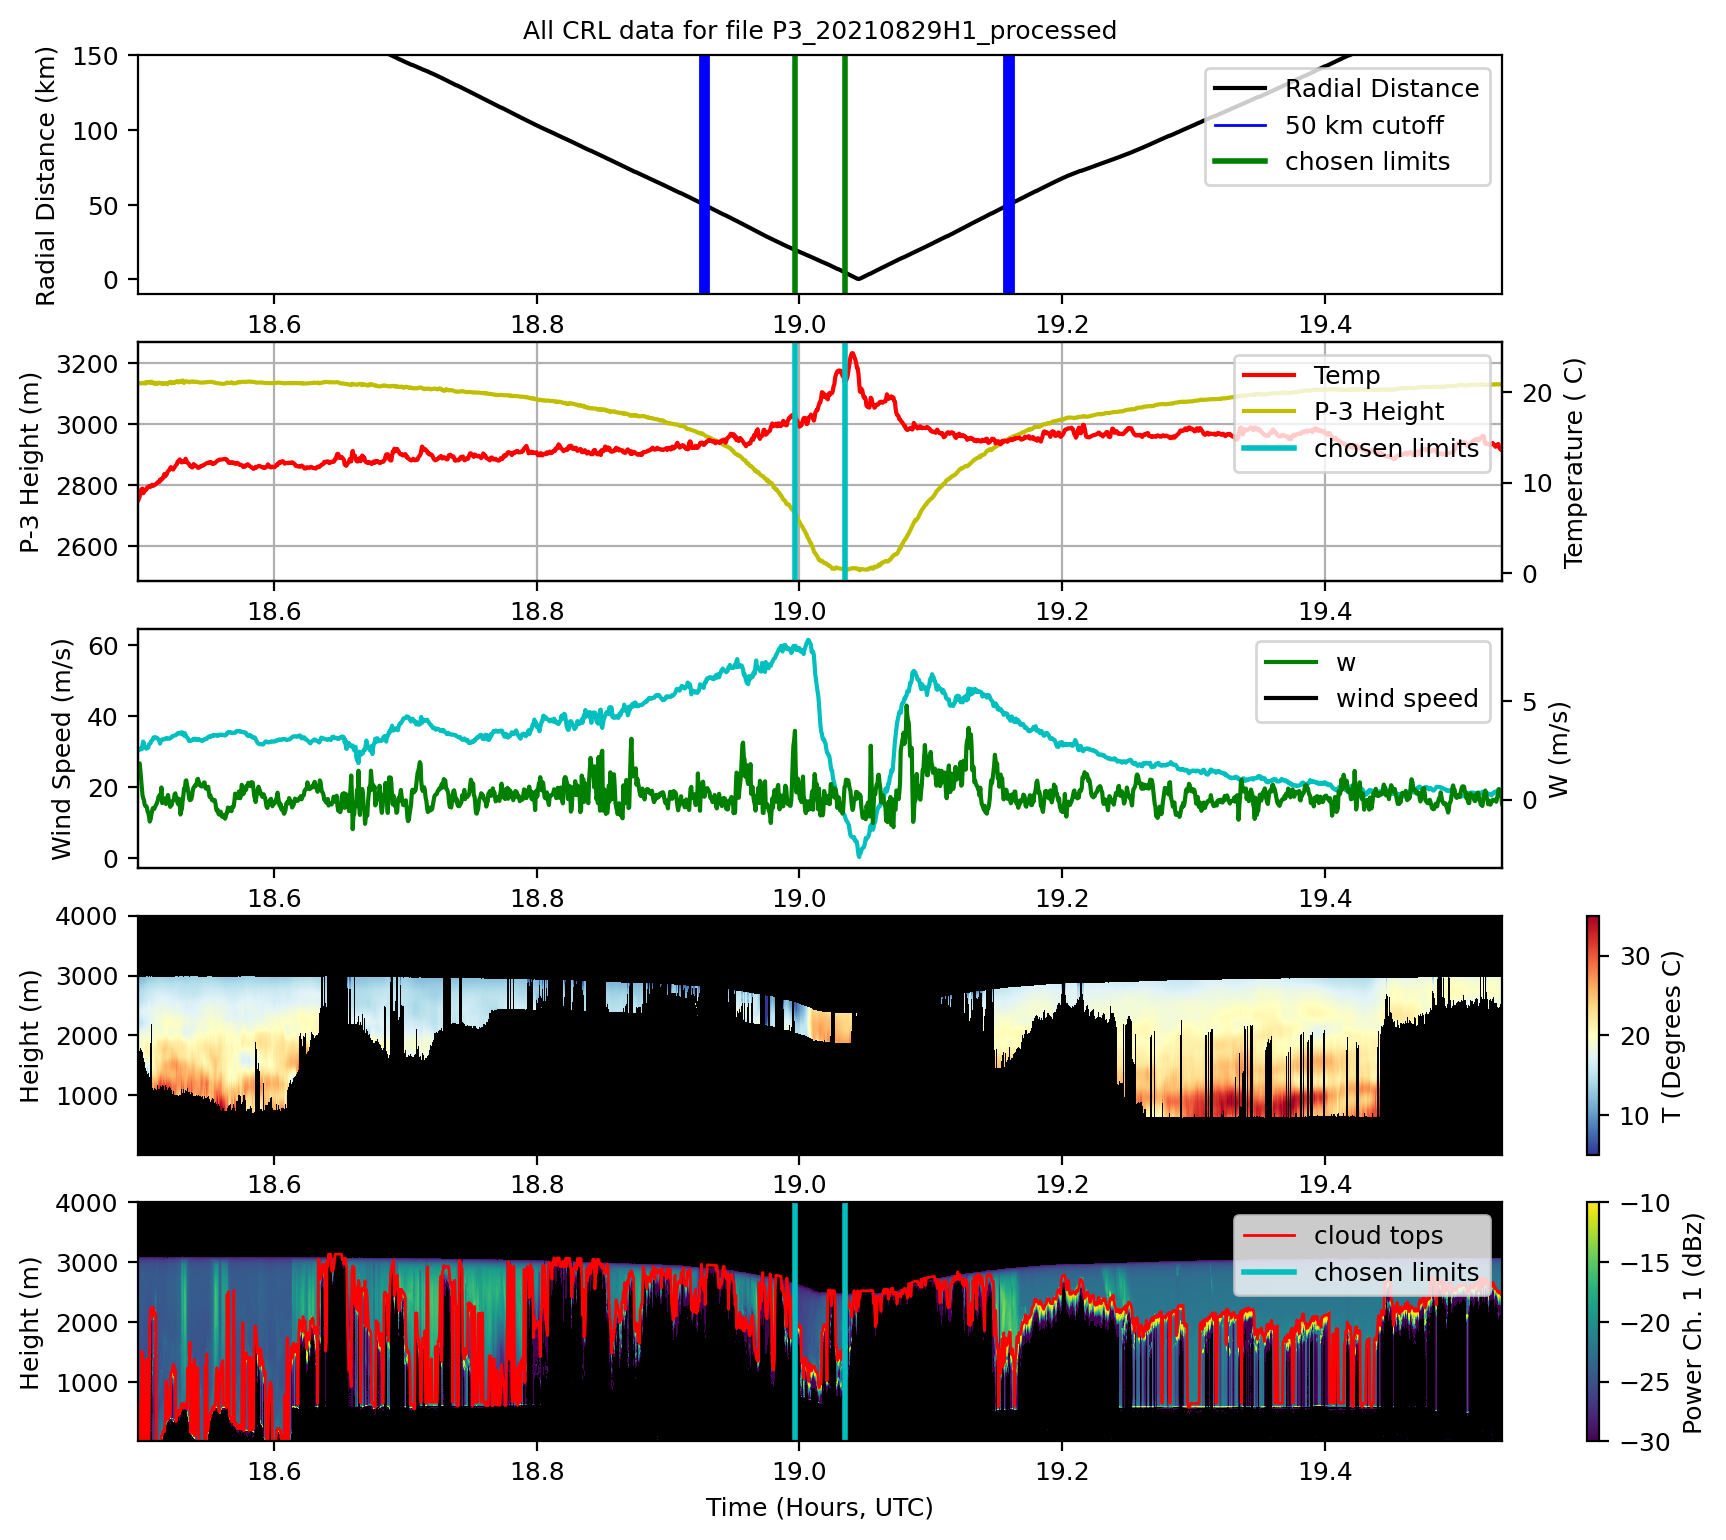 All CRL data for file P3_20210829H1_processed
Radial Distance (km)
150
100
50
0
Radial Distance
50 km cutoff
chosen limits
18.6 18.8 19.0 19.2 19.4
P-3 Height (m)
3200
3000
2800
2600
Temp
P-3 Height
chosen limits
20
10
0
Temperature ( C)
18.6 18.8 19.0 19.2 19.4
Wind Speed (m/s)
60
40
20
0
w
wind speed
5
0
W (m/s)
18.6 18.8 19.0 19.2 19.4
Height (m)
4000
3000
2000
1000
30
20
10
T (Degrees C)
18.6 18.8 19.0 19.2 19.4
Height (m)
4000
3000
2000
1000
cloud tops
chosen limits
−10
−15
−20
−25
−30
Power Ch. 1 (dBz)
18.6 18.8 19.0 19.2 19.4
Time (Hours, UTC)